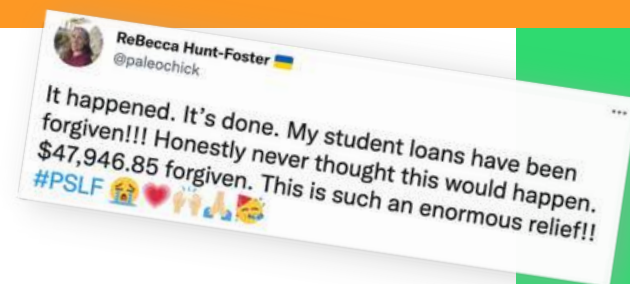 ReBecca Hunt-Foster 🇺🇦
@paleochick
...
It happened. It's done. My student loans have been
forgiven!!! Honestly never thought this would happen.
$47,946.85 forgiven. This is such an enormous relief!!
#PSLF 😭❤️🙌🏻🙏🏻🥳